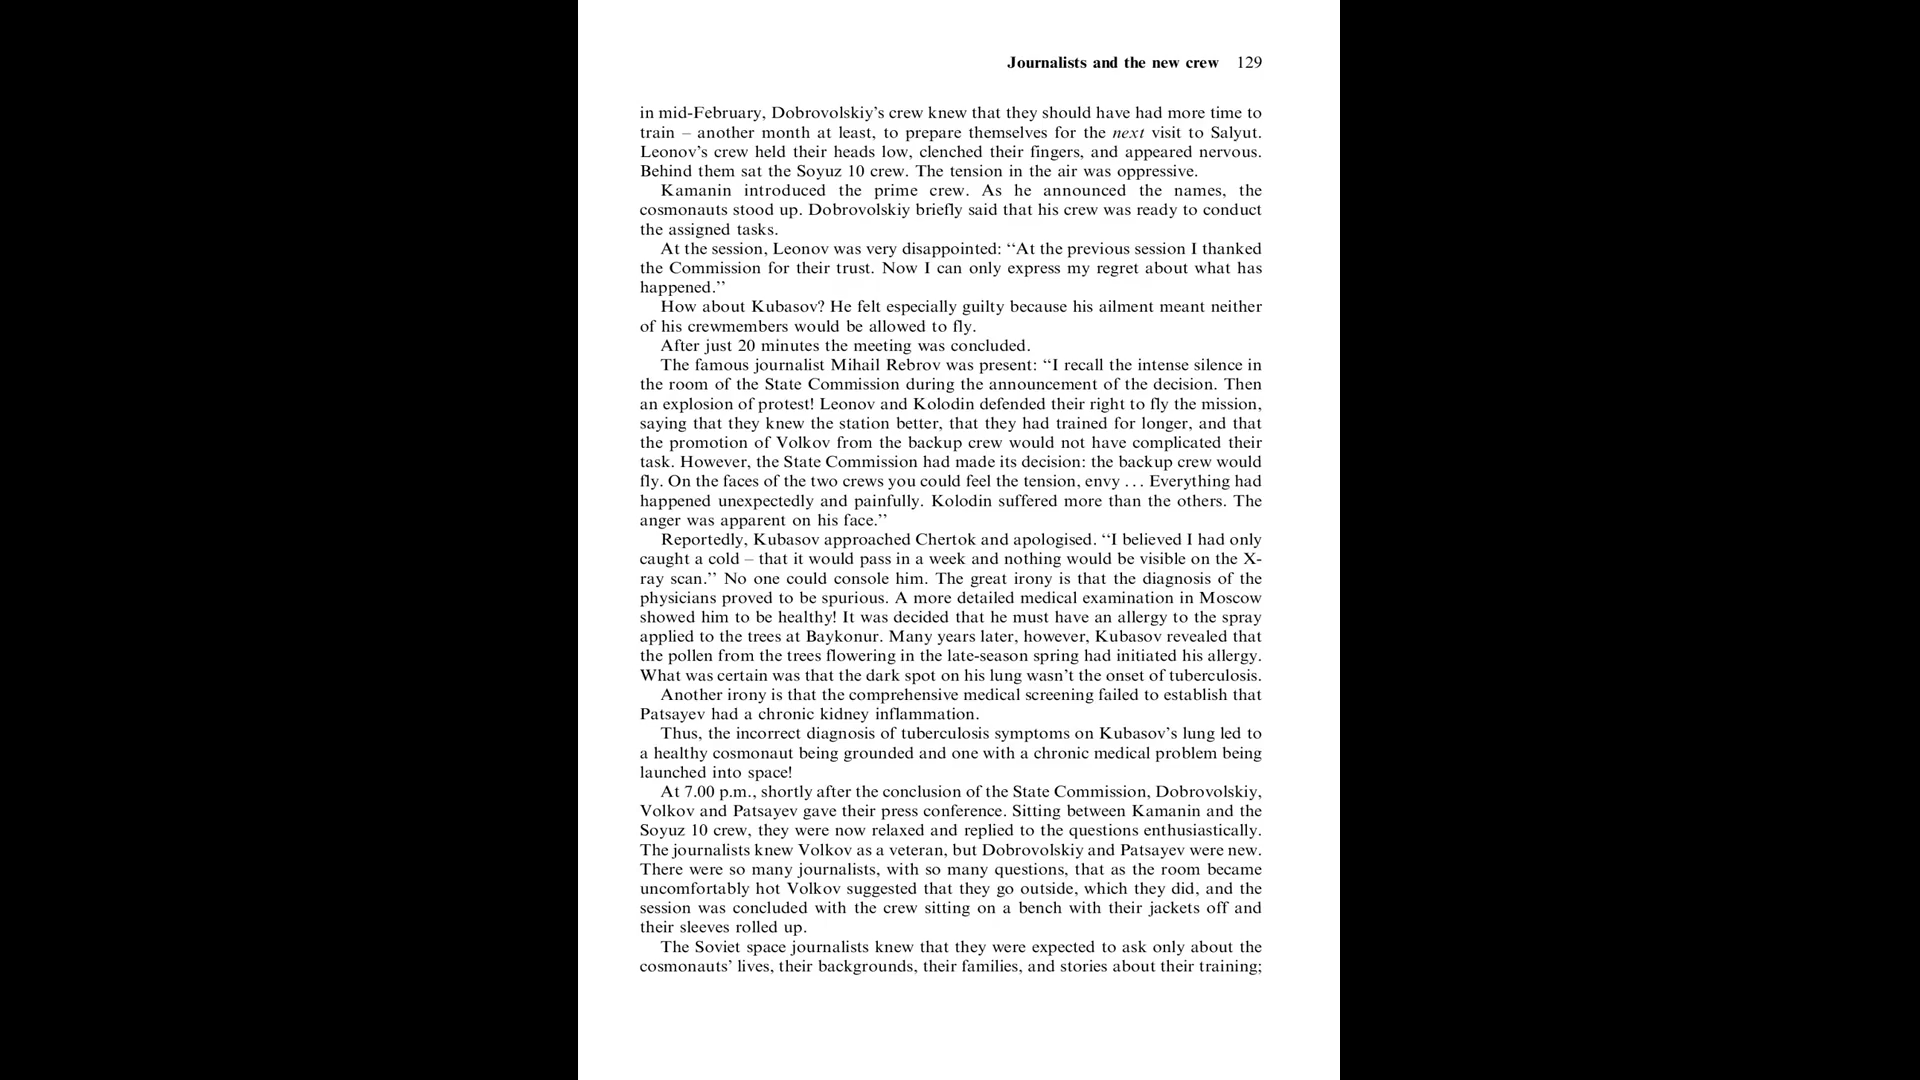 Journalists and the new crew 129
in mid-February, Dobrovolskiy's crew knew that they should have had more time to
train – another month at least, to prepare themselves for the next visit to Salyut.
Leonov's crew held their heads low, clenched their fingers, and appeared nervous.
Behind them sat the Soyuz 10 crew. The tension in the air was oppressive.
Kamanin introduced the prime crew. As he announced the names, the
cosmonauts stood up. Dobrovolskiy briefly said that his crew was ready to conduct
the assigned tasks.
At the session, Leonov was very disappointed: ‘‘At the previous session I thanked
the Commission for their trust. Now I can only express my regret about what has
happened.’’
How about Kubasov? He felt especially guilty because his ailment meant neither
of his crewmembers would be allowed to fly.
After just 20 minutes the meeting was concluded.
The famous journalist Mihail Rebrov was present: ‘‘I recall the intense silence in
the room of the State Commission during the announcement of the decision. Then
an explosion of protest! Leonov and Kolodin defended their right to fly the mission,
saying that they knew the station better, that they had trained for longer, and that
the promotion of Volkov from the backup crew would not have complicated their
task. However, the State Commission had made its decision: the backup crew would
fly. On the faces of the two crews you could feel the tension, envy ... Everything had
happened unexpectedly and painfully. Kolodin suffered more than the others. The
anger was apparent on his face.’’
Reportedly, Kubasov approached Chertok and apologised. ‘‘I believed I had only
caught a cold – that it would pass in a week and nothing would be visible on the X-
ray scan.’’ No one could console him. The great irony is that the diagnosis of the
physicians proved to be spurious. A more detailed medical examination in Moscow
showed him to be healthy! It was decided that he must have an allergy to the spray
applied to the trees at Baykonur. Many years later, however, Kubasov revealed that
the pollen from the trees flowering in the late-season spring had initiated his allergy.
What was certain was that the dark spot on his lung wasn't the onset of tuberculosis.
Another irony is that the comprehensive medical screening failed to establish that
Patsayev had a chronic kidney inflammation.
Thus, the incorrect diagnosis of tuberculosis symptoms on Kubasov's lung led to
a healthy cosmonaut being grounded and one with a chronic medical problem being
launched into space!
At 7.00 p.m., shortly after the conclusion of the State Commission, Dobrovolskiy,
Volkov and Patsayev gave their press conference. Sitting between Kamanin and the
Soyuz 10 crew, they were now relaxed and replied to the questions enthusiastically.
The journalists knew Volkov as a veteran, but Dobrovolskiy and Patsayev were new.
There were so many journalists, with so many questions, that as the room became
uncomfortably hot Volkov suggested that they go outside, which they did, and the
session was concluded with the crew sitting on a bench with their jackets off and
their sleeves rolled up.
The Soviet space journalists knew that they were expected to ask only about the
cosmonauts' lives, their backgrounds, their families, and stories about their training;